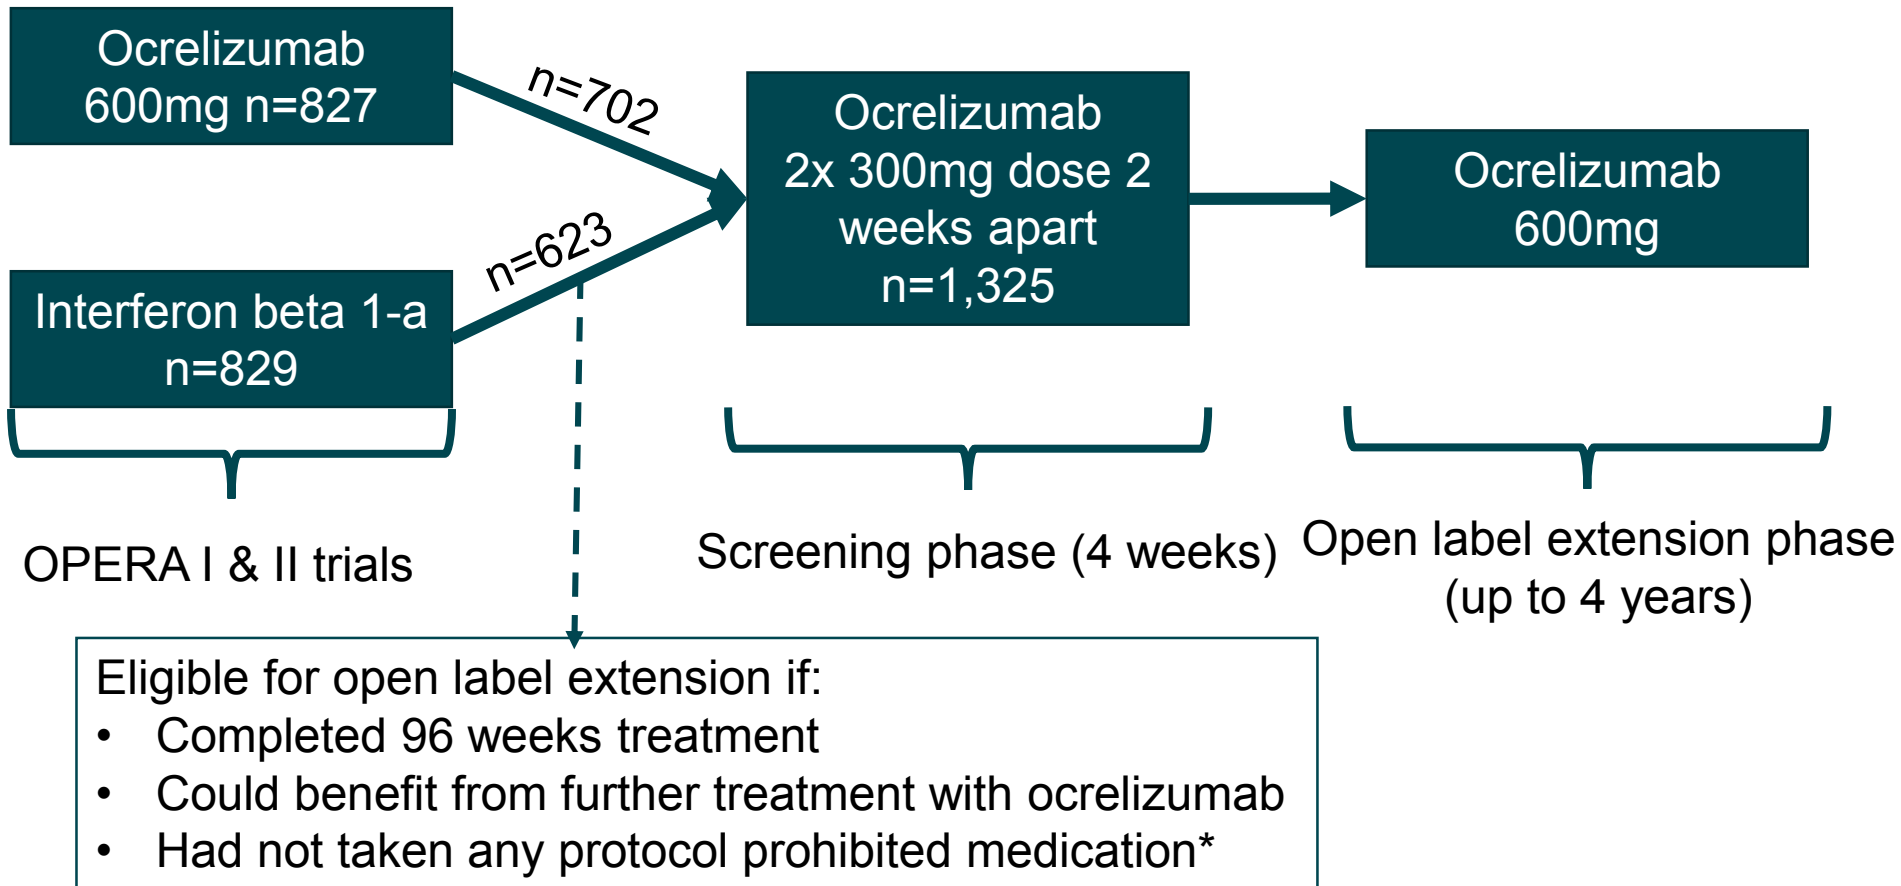 Ocrelizumab
600mg n=827
n=702
Interferon beta 1-a
n=829
n=623
Ocrelizumab
2x 300mg dose 2
weeks apart
n=1,325
Ocrelizumab
600mg
OPERA I & II trials
Screening phase (4 weeks)
Open label extension phase
(up to 4 years)
Eligible for open label extension if:
• Completed 96 weeks treatment
• Could benefit from further treatment with ocrelizumab
• Had not taken any protocol prohibited medication*